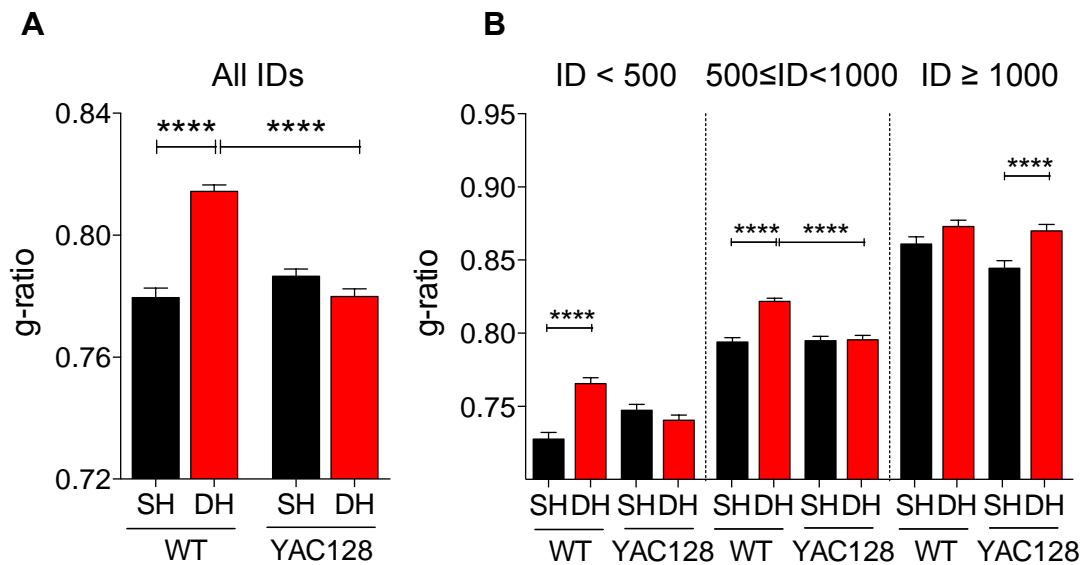 A
All IDs
g-ratio
0.84
0.80
0.76
0.72
**** ****
SH DH SH DH
WT YAC128
B
ID < 500 500≤ID<1000 ID ≥ 1000
g-ratio
0.95
0.90
0.85
0.80
0.75
****
**** ****
****
SH DH SH DH SH DH SH DH SH DH SH DH
WT YAC128 WT YAC128 WT YAC128